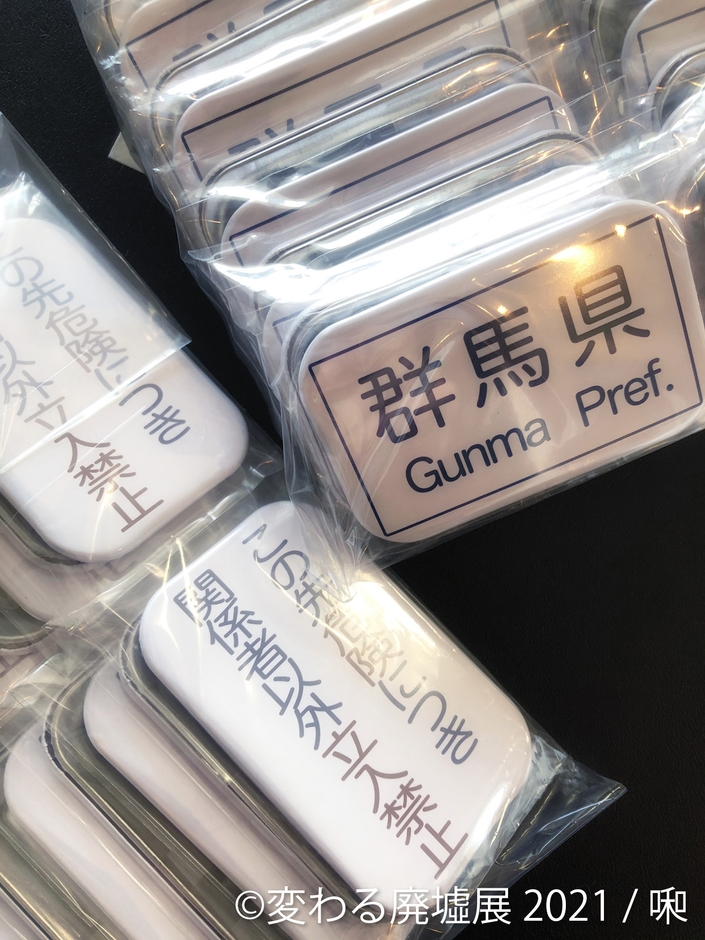 群馬県
Gunma Pref.
の先危険につき
以外立入禁止
この先危険につき
関係者以外立入禁止
©変わる廃墟展 2021 / 啝